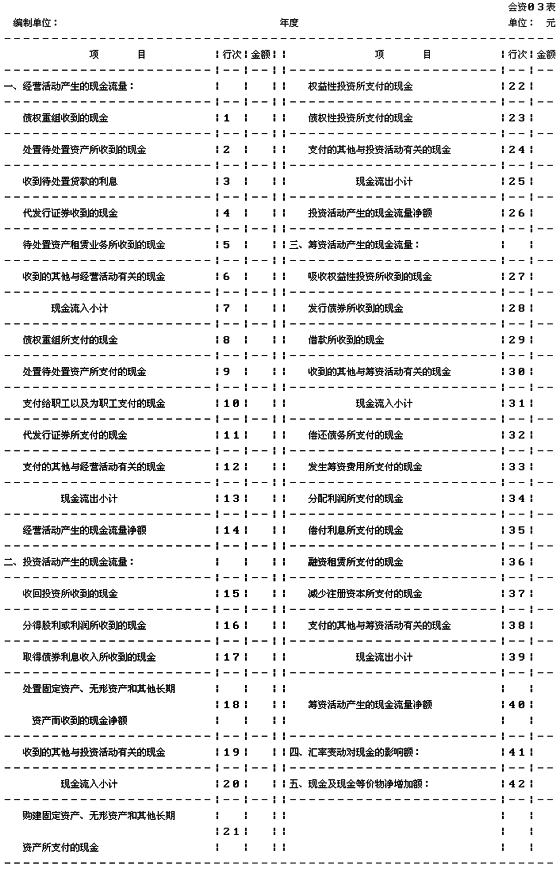 会资03表
编制单位： 年度 单位： 元
项 目 行次 金额 项 目 行次 金额
一、经营活动产生的现金流量： 权益性投资所支付的现金 22
债权重组收到的现金 1 债权性投资所支付的现金 23
处置待处置资产所收到的现金 2 支付的其他与投资活动有关的现金 24
收到待处置贷款的利息 3 现金流出小计 25
代发行证券收到的现金 4 投资活动产生的现金流量净额 26
待处置资产租赁业务所收到的现金 5 三、筹资活动产生的现金流量：
收到的其他与经营活动有关的现金 6 吸收权益性投资所收到的现金 27
现金流入小计 7 发行债券所收到的现金 28
债权重组所支付的现金 8 借款所收到的现金 29
处置待处置资产所支付的现金 9 收到的其他与筹资活动有关的现金 30
支付给职工以及为职工支付的现金 10 现金流入小计 31
代发行证券所支付的现金 11 偿还债务所支付的现金 32
支付的其他与经营活动有关的现金 12 发生筹资费用所支付的现金 33
现金流出小计 13 分配利润所支付的现金 34
经营活动产生的现金流量净额 14 偿付利息所支付的现金 35
二、投资活动产生的现金流量： 融资租赁所支付的现金 36
收回投资所收到的现金 15 减少注册资本所支付的现金 37
分得股利或利润所收到的现金 16 支付的其他与筹资活动有关的现金 38
取得债券利息收入所收到的现金 17 现金流出小计 39
处置固定资产、无形资产和其他长期
18 筹资活动产生的现金流量净额 40
资产而收到的现金净额
收到的其他与投资活动有关的现金 19 四、汇率变动对现金的影响额： 41
现金流入小计 20 五、现金及现金等价物净增加额： 42
购建固定资产、无形资产和其他长期
21
资产所支付的现金